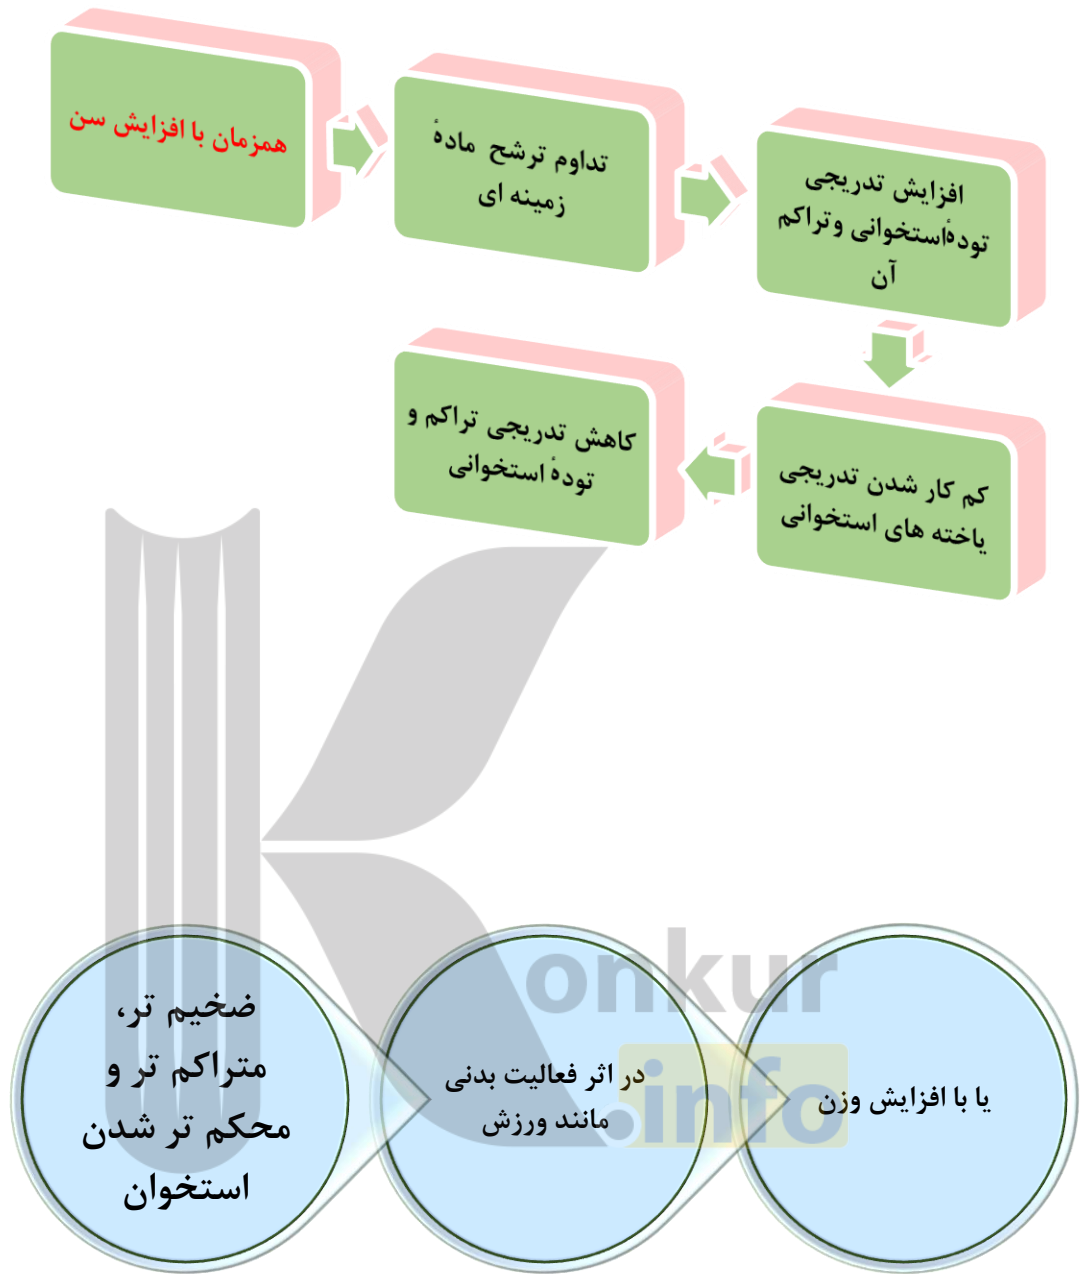 همزمان با افزایش سن
تداوم ترشح مادهٔ
زمینه ای
افزایش تدریجی
تودهٔاستخوانی وتراکم
آن
کم کار شدن تدریجی
یاخته های استخوانی
کاهش تدریجی تراکم و
تودهٔ استخوانی
ضخیم تر،
متراکم تر و
محکم تر شدن
استخوان
در اثر فعالیت بدنی
مانند ورزش
یا با افزایش وزن
Konkur
.info